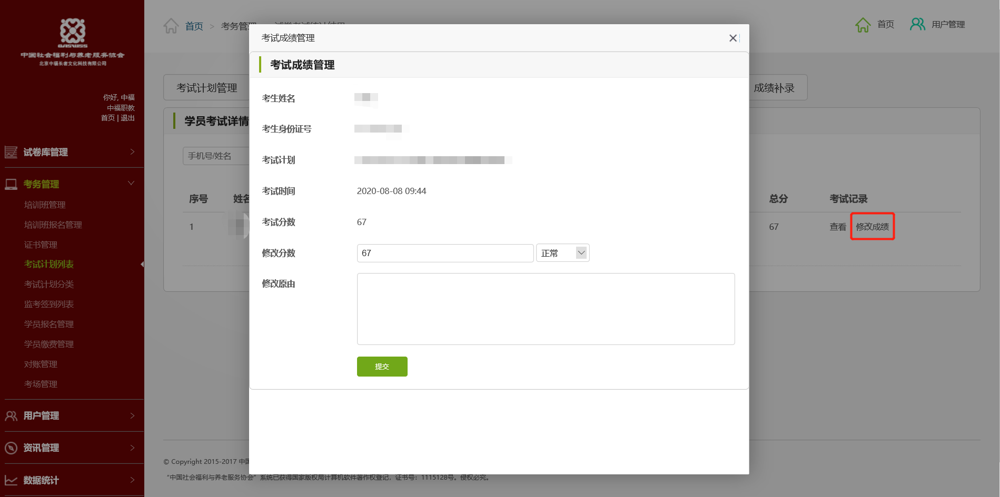 CASWSS
中国社会福利与养老服务协会
北京中福长者文化科技有限公司
你好, 中福
中福职教
首页 | 退出
试卷库管理
考务管理
培训班管理
培训班报名管理
证书管理
考试计划列表
考试计划分类
监考签到列表
学员报名管理
学员缴费管理
对账管理
考场管理
用户管理
资讯管理
数据统计
首页 > 考务管理
首页 用户管理
考试计划管理
成绩补录
学员考试详情
手机号/姓名
序号 姓名 总分 考试记录
1 67 查看 修改成绩
考试成绩管理
考试成绩管理
考生姓名
考生身份证号
考试计划
考试时间 2020-08-08 09:44
考试分数 67
修改分数 67 正常
修改原由
提交
© Copyright 2015-2017 中国
“中国社会福利与养老服务协会” 系统已获得国家版权局计算机软件著作权登记, 证书号: 1115128号。侵权必究。